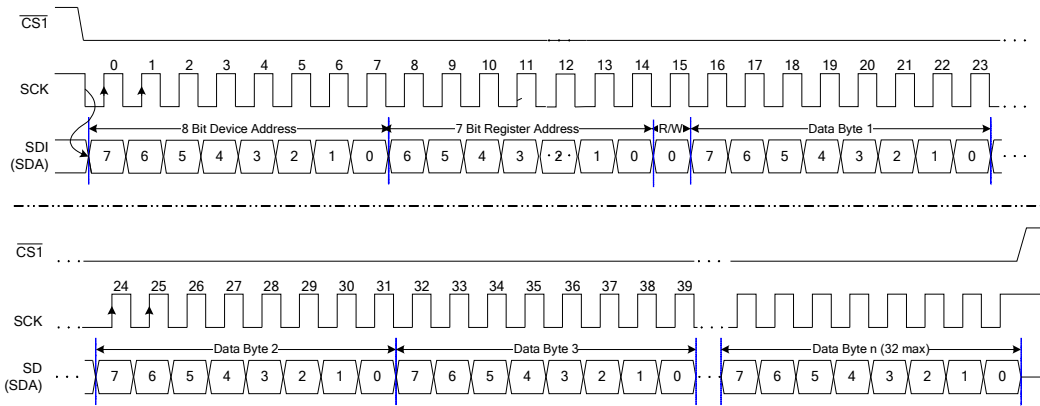 CS1
0 1 2 3 4 5 6 7 8 9 10 11 12 13 14 15 16 17 18 19 20 21 22 23
SCK
8 Bit Device Address 7 Bit Register Address R/W Data Byte 1
SDI
(SDA)
7 6 5 4 3 2 1 0 6 5 4 3 2 1 0 0 7 6 5 4 3 2 1 0
CS1
24 25 26 27 28 29 30 31 32 33 34 35 36 37 38 39
SCK
Data Byte 2 Data Byte 3 Data Byte n (32 max)
SD
(SDA)
7 6 5 4 3 2 1 0 7 6 5 4 3 2 1 0 7 6 5 4 3 2 1 0